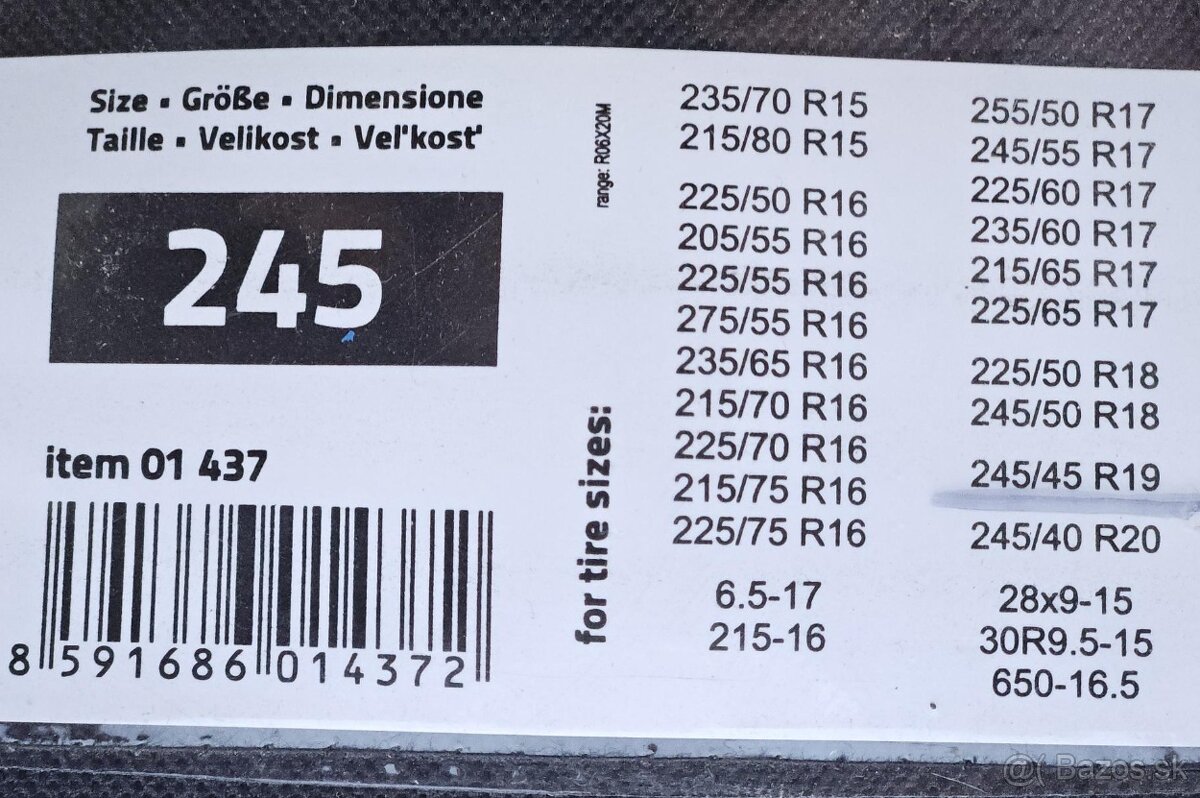 Size ▪ Größe ▪ Dimensione
Taille ▪ Velikost ▪ Veľkosť
245
item 01 437
8 591686 014372
range: R06X20M
for tire sizes:
235/70 R15
215/80 R15
225/50 R16
205/55 R16
225/55 R16
275/55 R16
235/65 R16
215/70 R16
225/70 R16
215/75 R16
225/75 R16
6.5-17
215-16
255/50 R17
245/55 R17
225/60 R17
235/60 R17
215/65 R17
225/65 R17
225/50 R18
245/50 R18
245/45 R19
245/40 R20
28x9-15
30R9.5-15
650-16.5
@( Bazos.sk